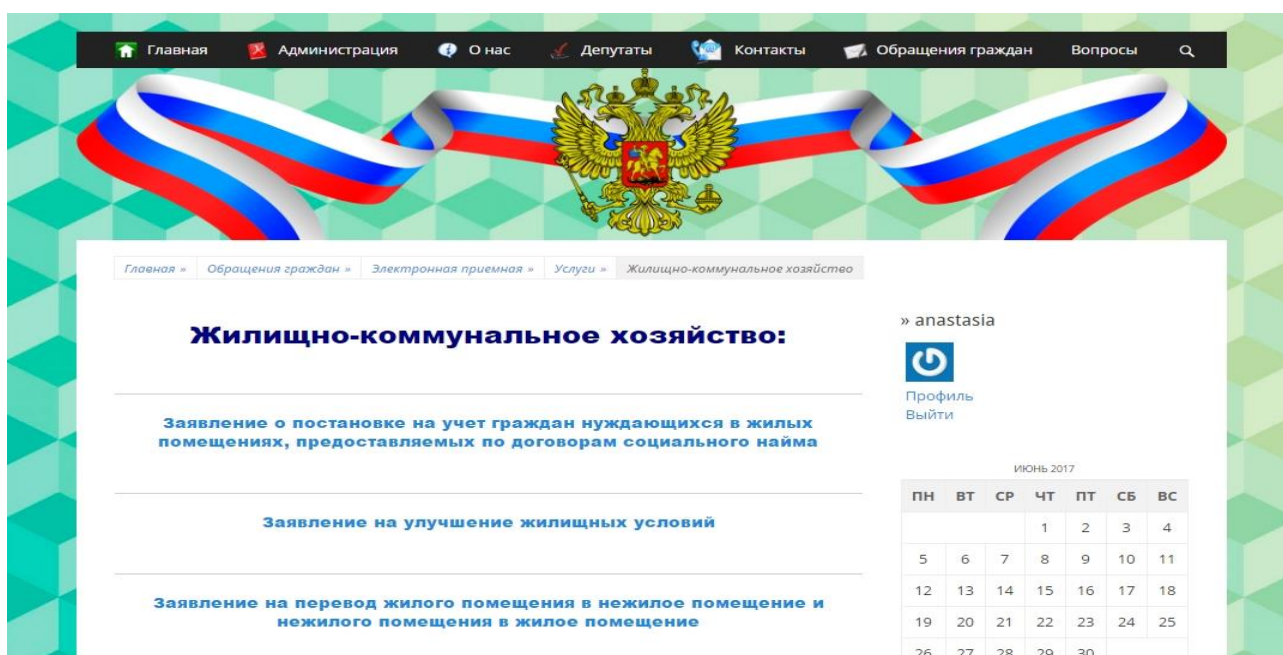 Главная Администрация О нас Депутаты Контакты Обращения граждан Вопросы
Главная » Обращения граждан » Электронная приемная » Услуги » Жилищно-коммунальное хозяйство
Жилищно-коммунальное хозяйство:
Заявление о постановке на учет граждан нуждающихся в жилых
помещениях, предоставляемых по договорам социального найма
Заявление на улучшение жилищных условий
Заявление на перевод жилого помещения в нежилое помещение и
нежилого помещения в жилое помещение
» anastasia
Профиль
Выйти
ИЮНЬ 2017
ПН ВТ СР ЧТ ПТ СБ ВС
1 2 3 4
5 6 7 8 9 10 11
12 13 14 15 16 17 18
19 20 21 22 23 24 25
26 27 28 29 30